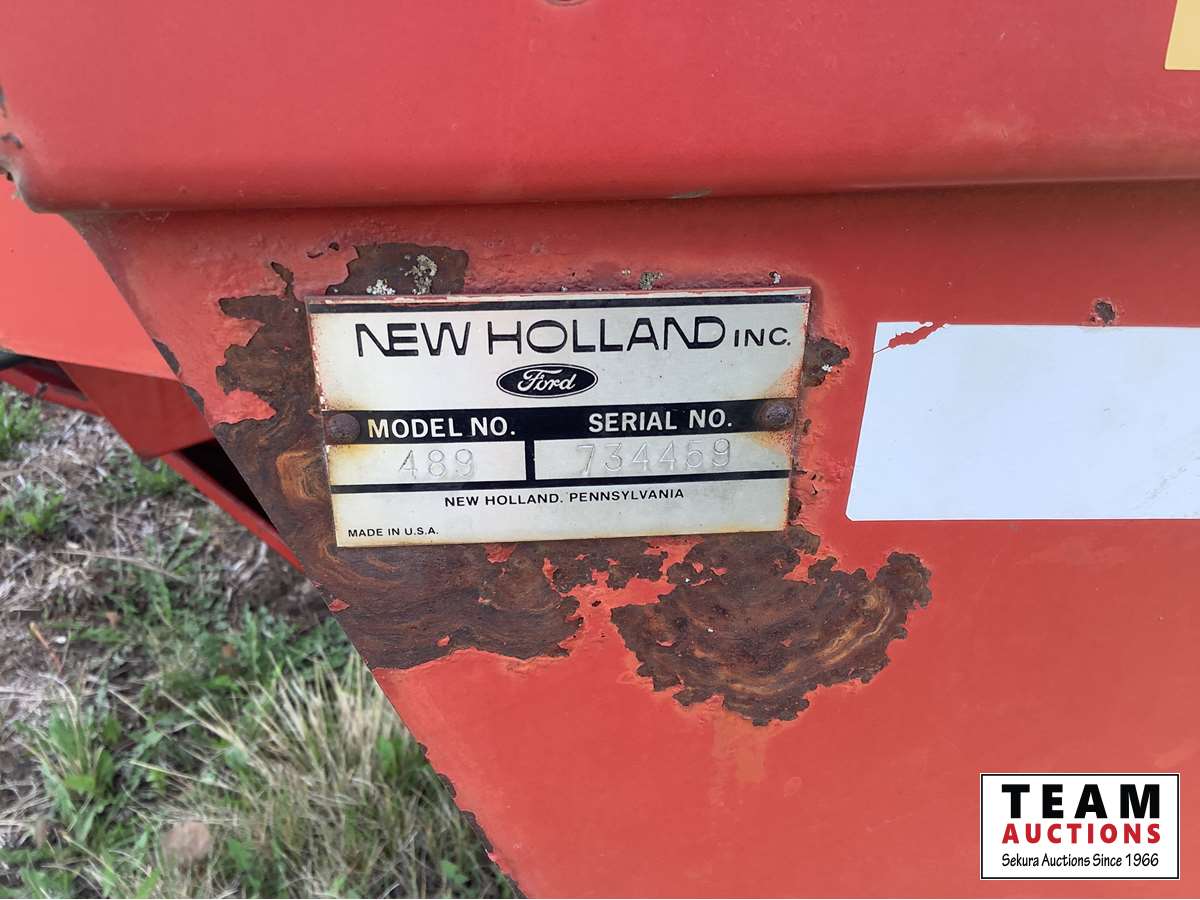 NEW HOLLAND INC.
Ford
MODEL NO. SERIAL NO.
489 734459
NEW HOLLAND, PENNSYLVANIA
MADE IN U.S.A.
TEAM
AUCTIONS
Sekura Auctions Since 1966